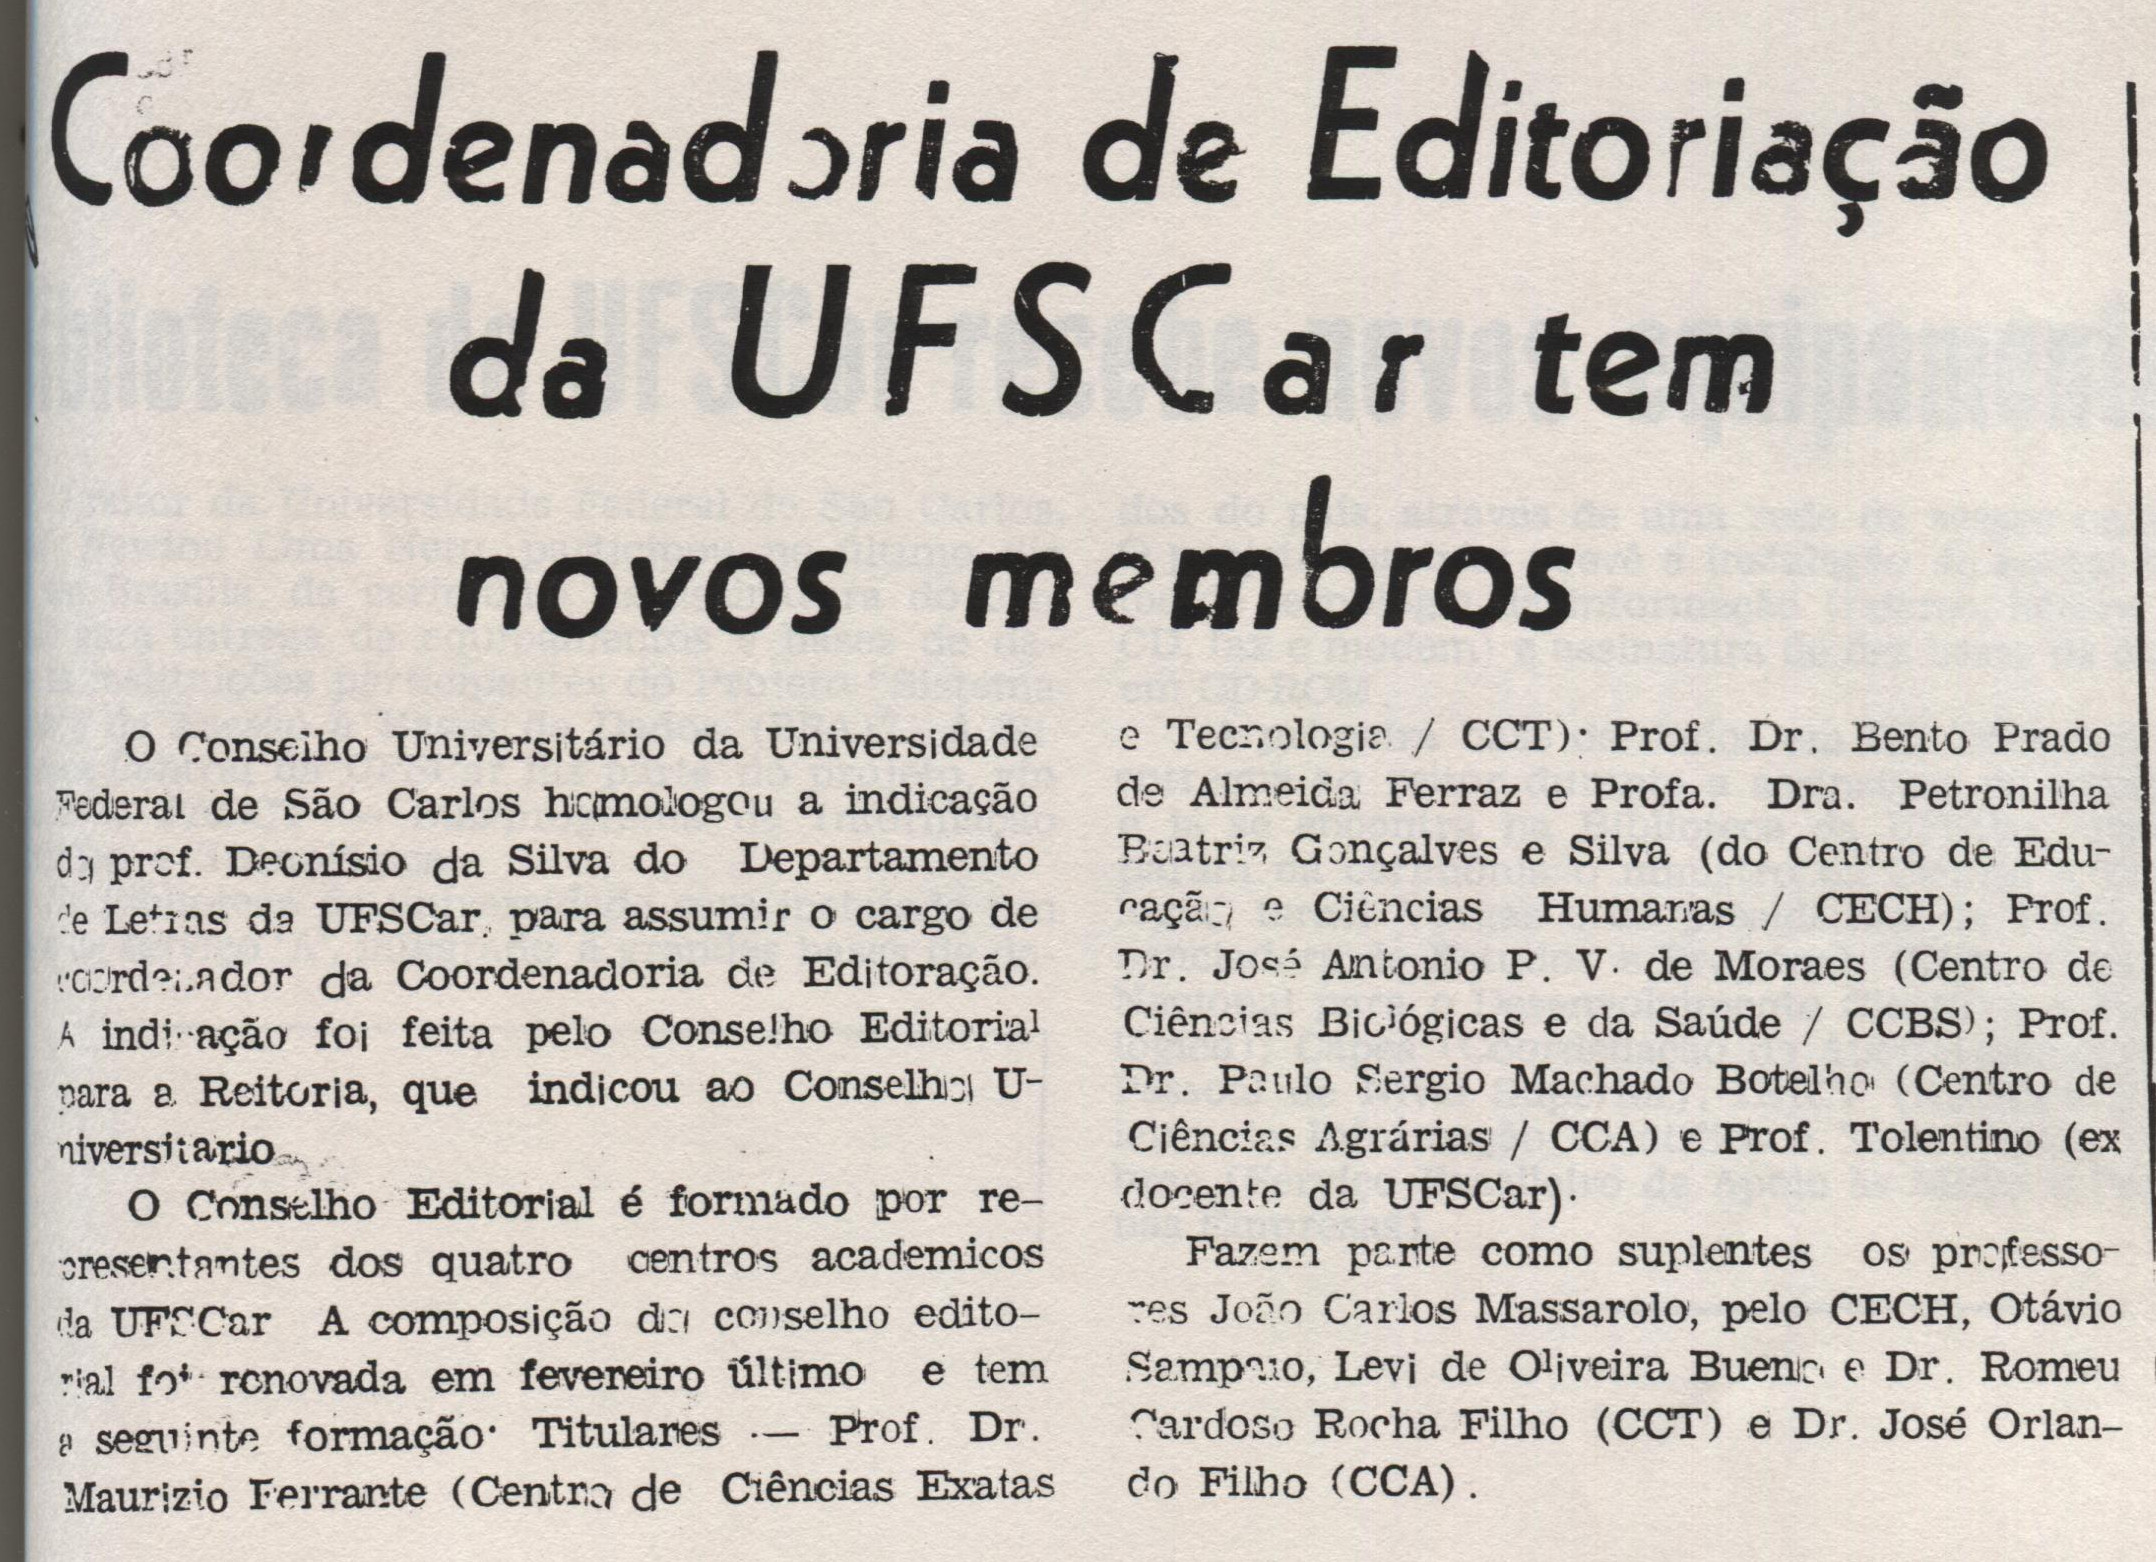 Coordenadoria de Editoriação
da UFSCar tem
novos membros
O Conselho Universitário da Universidade
Federal de São Carlos homologou a indicação
do prof. Deonísio da Silva do Departamento
de Letras da UFSCar, para assumir o cargo de
coordenador da Coordenadoria de Editoração.
A indicação foi feita pelo Conselho Editorial
para a Reitoria, que indicou ao Conselho U-
niversitario
O Conselho Editorial é formado por re-
presentantes dos quatro centros academicos
da UFSCar A composição do conselho edito-
rial foi renovada em fevereiro último e tem
a seguinte formação: Titulares — Prof. Dr.
Maurizio Ferrante (Centro de Ciências Exatas
e Tecnologia / CCT); Prof. Dr. Bento Prado
de Almeida Ferraz e Profa. Dra. Petronilha
Beatriz Gonçalves e Silva (do Centro de Edu-
cação e Ciências Humanas / CECH); Prof.
Dr. José Antonio P. V. de Moraes (Centro de
Ciências Biológicas e da Saúde / CCBS); Prof.
Dr. Paulo Sergio Machado Botelho (Centro de
Ciências Agrárias / CCA) e Prof. Tolentino (ex
docente da UFSCar).
Fazem parte como suplentes os professo-
res João Carlos Massarolo, pelo CECH, Otávio
Sampaio, Levi de Oliveira Bueno e Dr. Romeu
Cardoso Rocha Filho (CCT) e Dr. José Orlan-
do Filho (CCA).